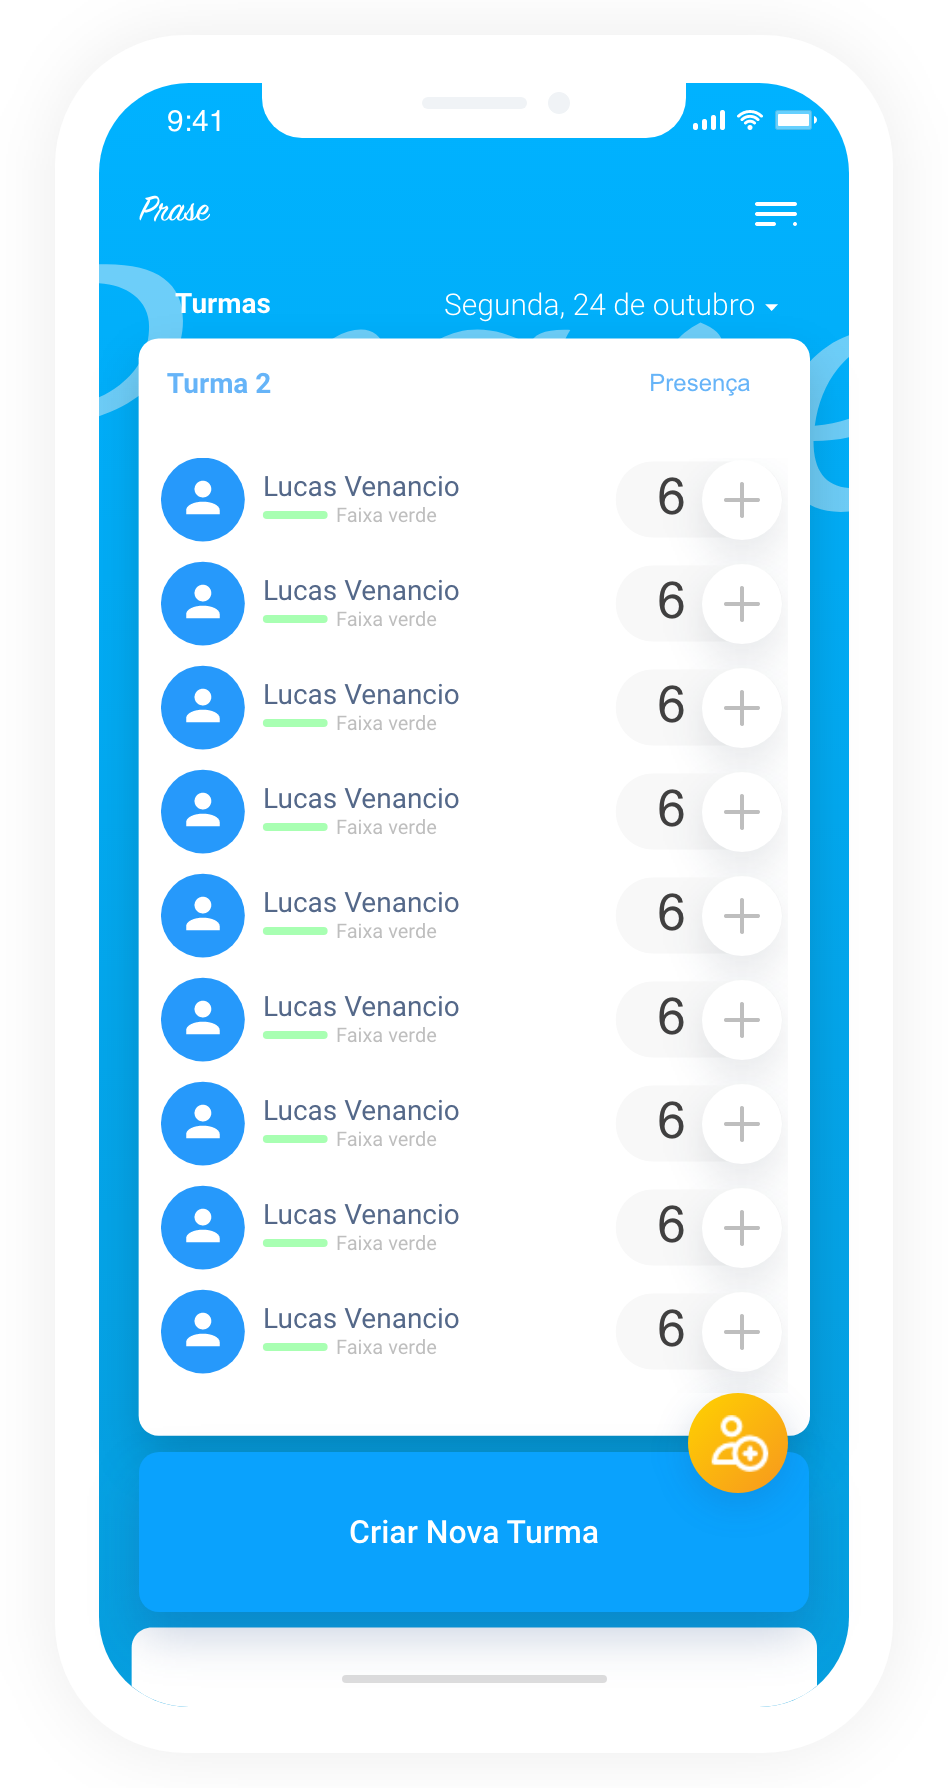 9:41
Prase
Turmas
Segunda, 24 de outubro
Turma 2
Presença
Lucas Venancio
Faixa verde
6
Lucas Venancio
Faixa verde
6
Lucas Venancio
Faixa verde
6
Lucas Venancio
Faixa verde
6
Lucas Venancio
Faixa verde
6
Lucas Venancio
Faixa verde
6
Lucas Venancio
Faixa verde
6
Lucas Venancio
Faixa verde
6
Lucas Venancio
Faixa verde
6
Criar Nova Turma